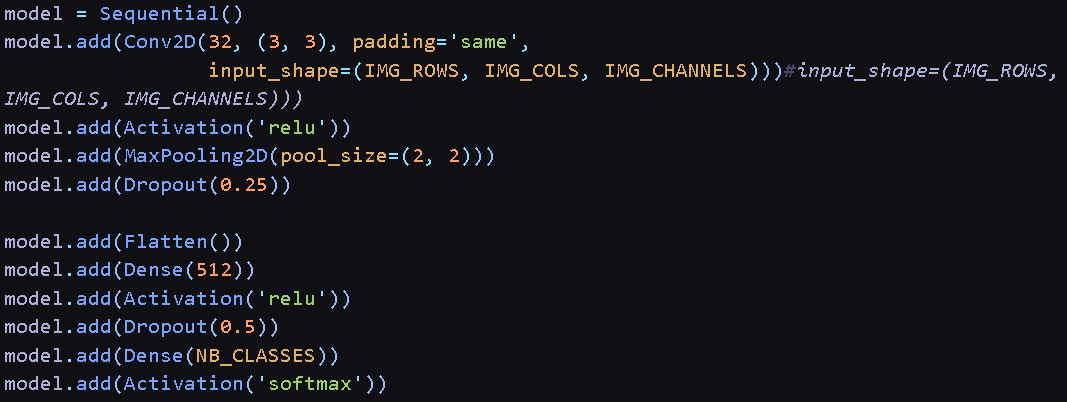 model = Sequential()
model.add(Conv2D(32, (3, 3), padding='same',
                 input_shape=(IMG_ROWS, IMG_COLS, IMG_CHANNELS)))#input_shape=(IMG_ROWS,
IMG_COLS, IMG_CHANNELS)))
model.add(Activation('relu'))
model.add(MaxPooling2D(pool_size=(2, 2)))
model.add(Dropout(0.25))

model.add(Flatten())
model.add(Dense(512))
model.add(Activation('relu'))
model.add(Dropout(0.5))
model.add(Dense(NB_CLASSES))
model.add(Activation('softmax'))